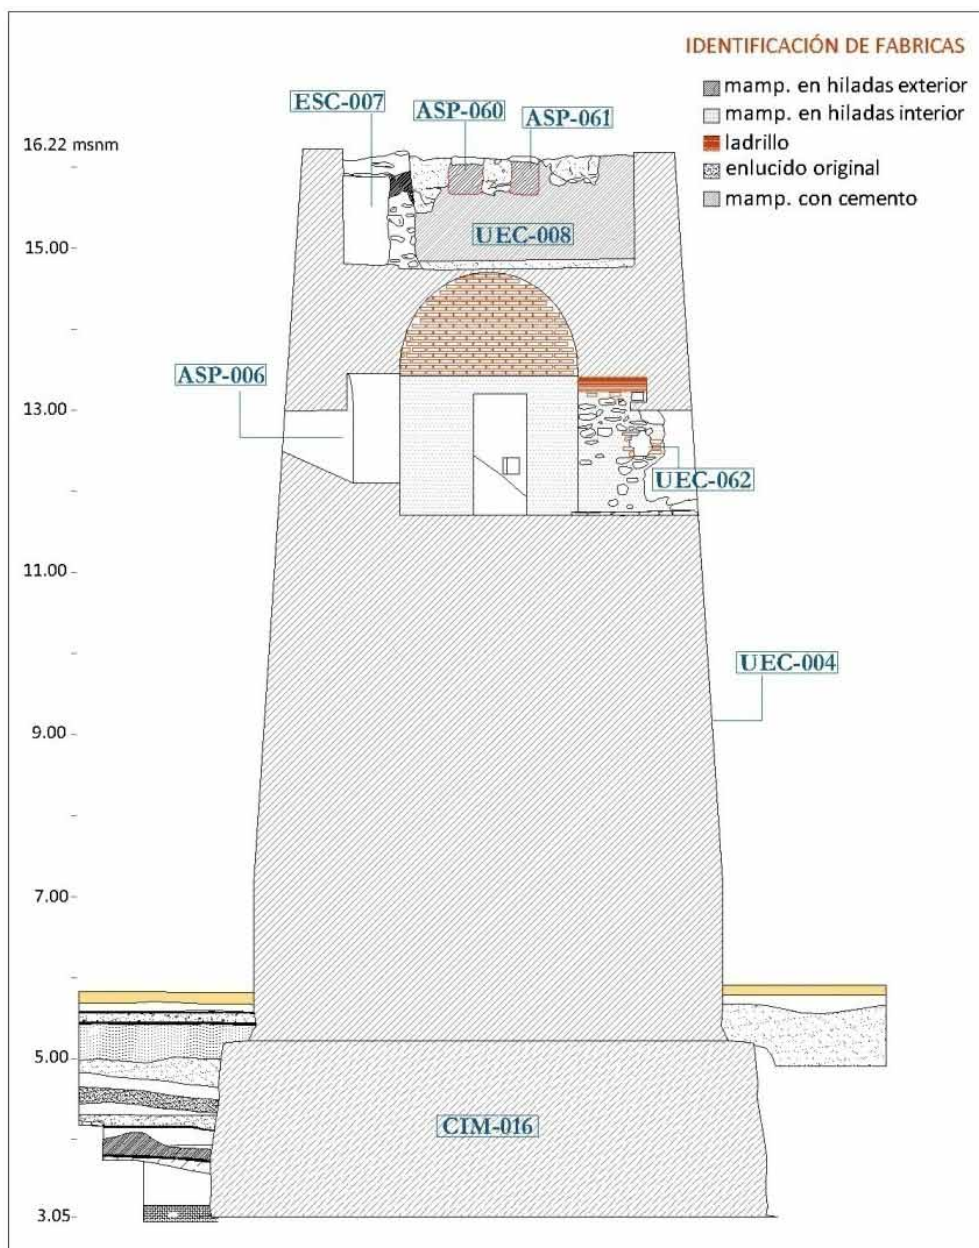 IDENTIFICACIÓN DE FABRICAS
mamp. en hiladas exterior
mamp. en hiladas interior
ladrillo
enlucido original
mamp. con cemento
ESC-007
ASP-060
ASP-061
16.22 msnm
15.00
UEC-008
ASP-006
13.00
UEC-062
11.00
UEC-004
9.00
7.00
5.00
CIM-016
3.05